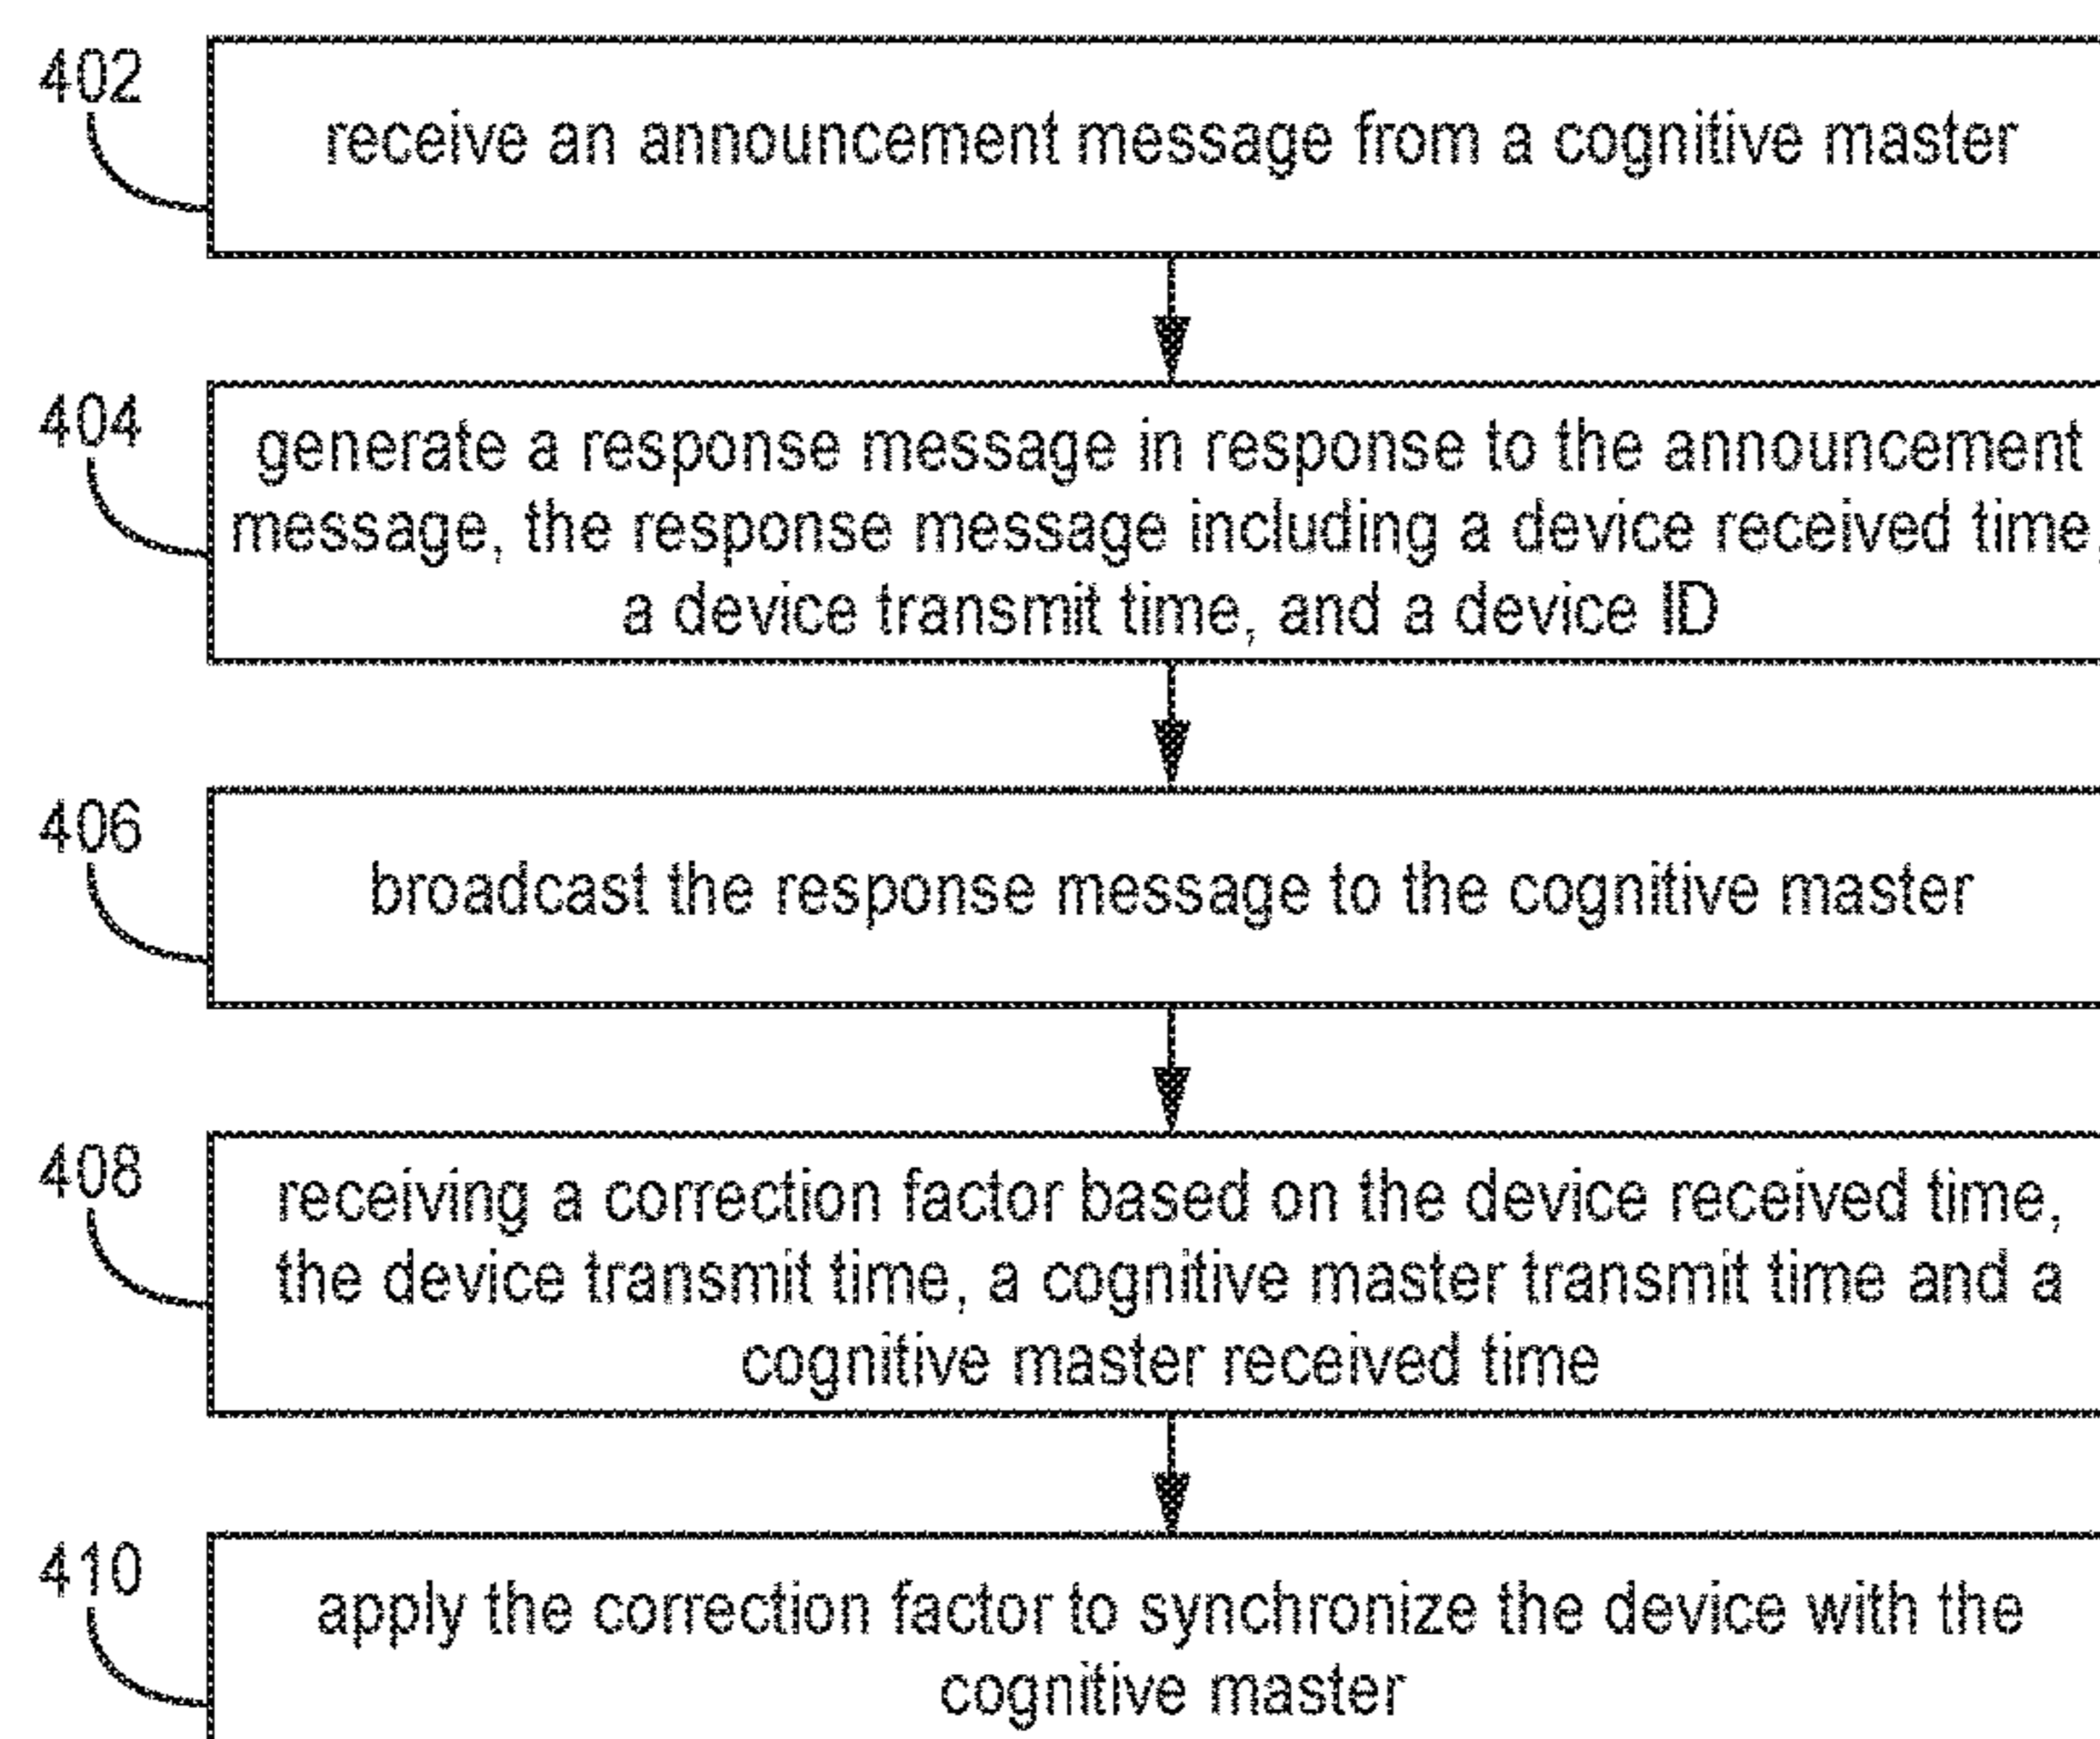 402
receive an announcement message from a cognitive master
404
generate a response message in response to the announcement
message, the response message including a device received time,
a device transmit time, and a device ID
406
broadcast the response message to the cognitive master
408
receiving a correction factor based on the device received time,
the device transmit time, a cognitive master transmit time and a
cognitive master received time
410
apply the correction factor to synchronize the device with the
cognitive master